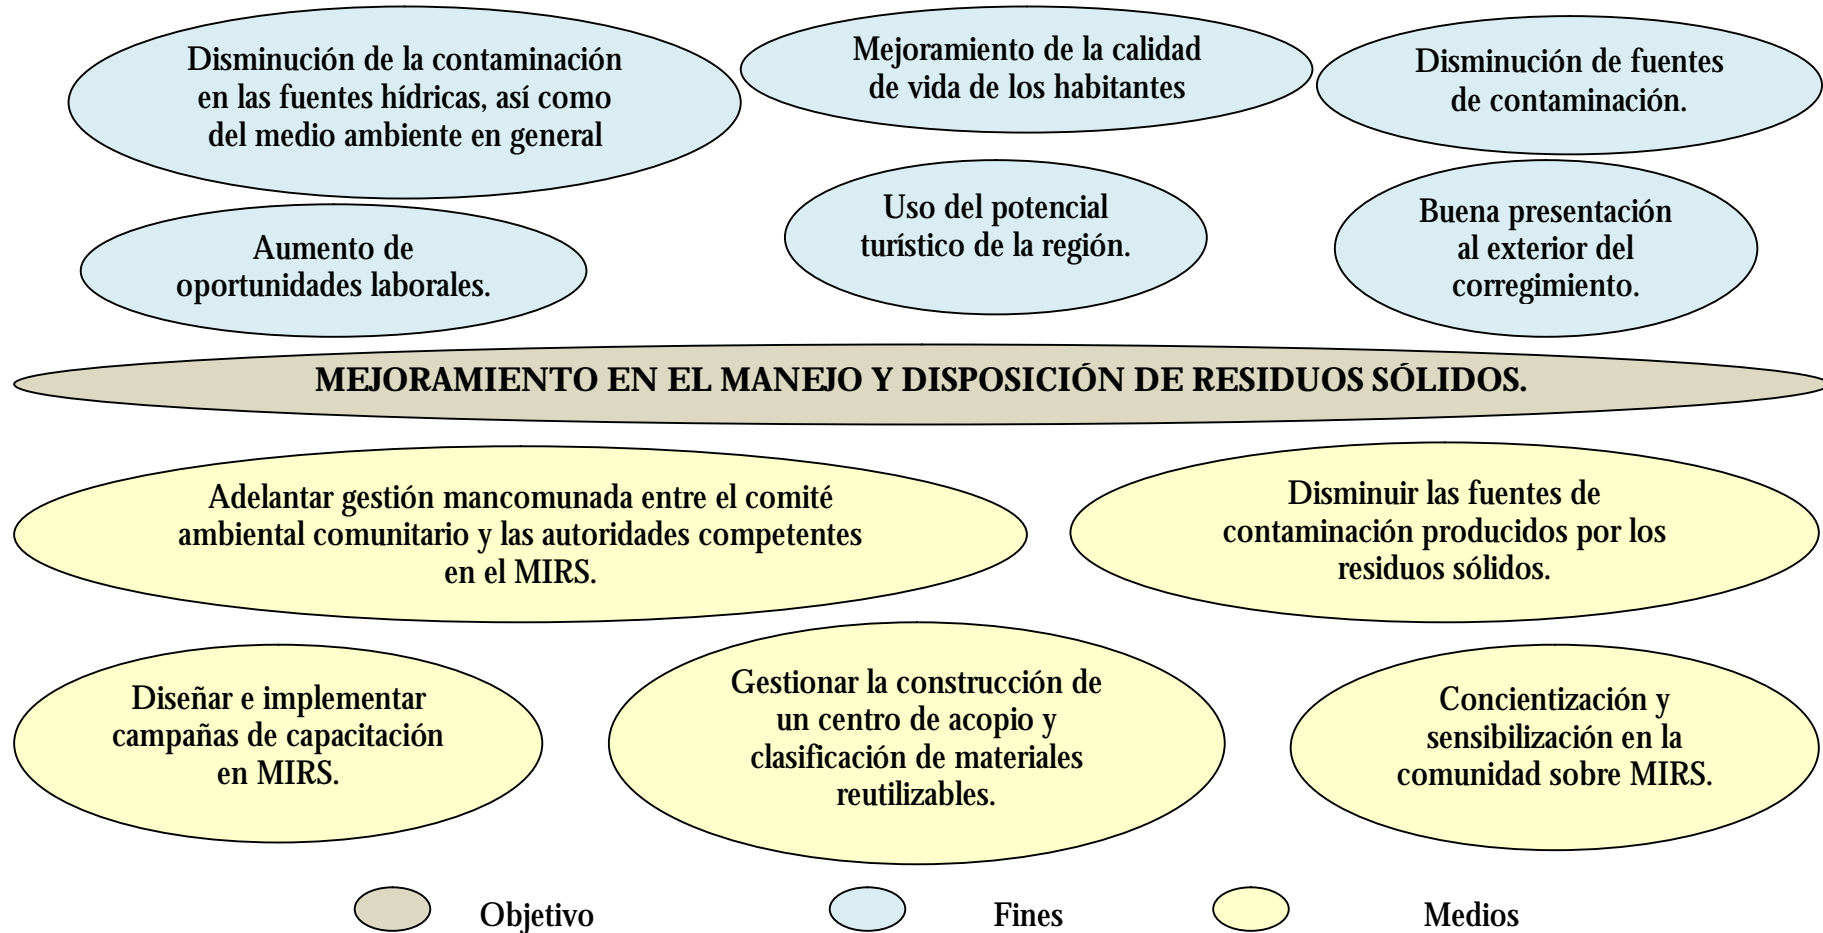 Disminución de la contaminación
en las fuentes hídricas, así como
del medio ambiente en general
Mejoramiento de la calidad
de vida de los habitantes
Disminución de fuentes
de contaminación.
Aumento de
oportunidades laborales.
Uso del potencial
turístico de la región.
Buena presentación
al exterior del
corregimiento.
MEJORAMIENTO EN EL MANEJO Y DISPOSICIÓN DE RESIDUOS SÓLIDOS.
Adelantar gestión mancomunada entre el comité
ambiental comunitario y las autoridades competentes
en el MIRS.
Disminuir las fuentes de
contaminación producidos por los
residuos sólidos.
Diseñar e implementar
campañas de capacitación
en MIRS.
Gestionar la construcción de
un centro de acopio y
clasificación de materiales
reutilizables.
Concientización y
sensibilización en la
comunidad sobre MIRS.
Objetivo
Fines
Medios